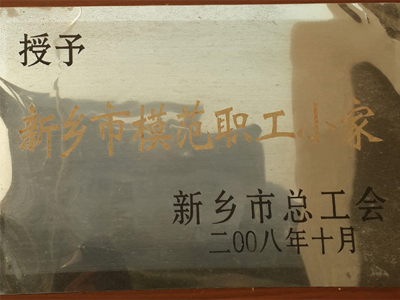 授予
新乡市模范职工小家
新乡市总工会
二00八年十月